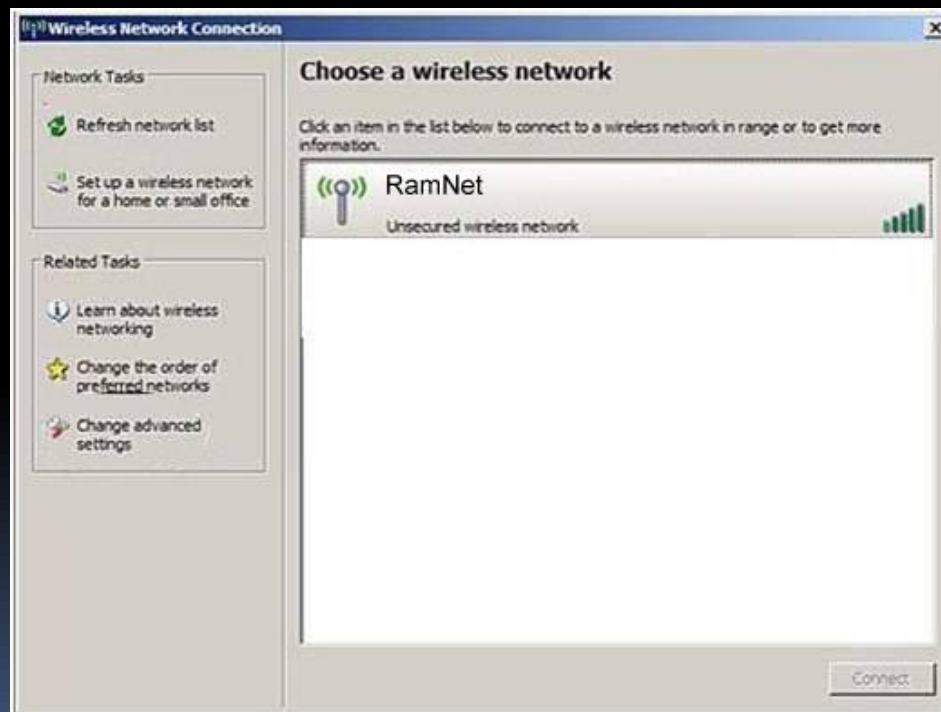 Wireless Network Connection
Network Tasks
Refresh network list
Set up a wireless network
for a home or small office
Related Tasks
Learn about wireless
networking
Change the order of
preferred networks
Change advanced
settings
Choose a wireless network
Click an item in the list below to connect to a wireless network in range or to get more
information.
RamNet
Unsecured wireless network
Connect